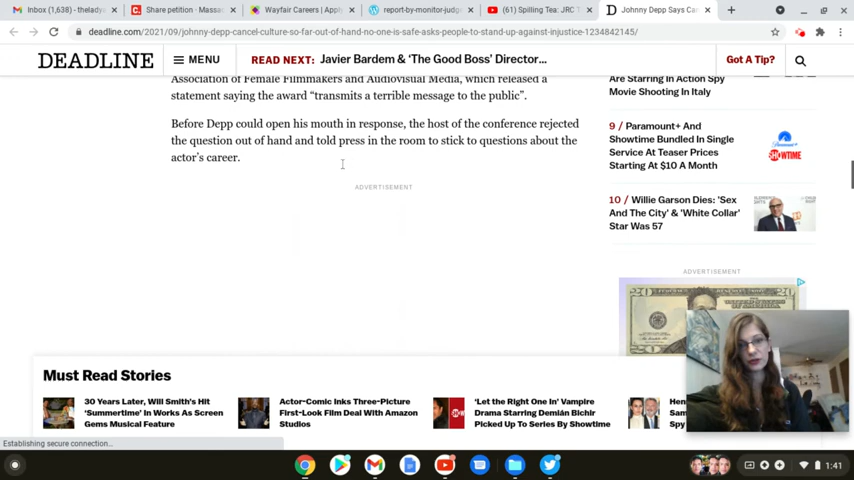 Inbox (1,638) - thelady
Share petition · Massac
Wayfair Careers | Apply
report-by-monitor-judge
(61) Spilling Tea: JRC T
Johnny Depp Says Can
deadline.com/2021/09/johnny-depp-cancel-culture-so-far-out-of-hand-no-one-is-safe-asks-people-to-stand-up-against-injustice-1234842145/
DEADLINE
MENU
READ NEXT: Javier Bardem & ‘The Good Boss’ Director...
Got A Tip?
Association of Female Filmmakers and Audiovisual Media, which released a
statement saying the award “transmits a terrible message to the public”.
Before Depp could open his mouth in response, the host of the conference rejected
the question out of hand and told press in the room to stick to questions about the
actor’s career.
ADVERTISEMENT
Are Starring In Action Spy
Movie Shooting In Italy
9 / Paramount+ And
Showtime Bundled In Single
Service At Teaser Prices
Starting At $10 A Month
Paramount+
SHOWTIME
10 / Willie Garson Dies: 'Sex
And The City' & 'White Collar'
Star Was 57
ADVERTISEMENT
20
Must Read Stories
30 Years Later, Will Smith’s Hit
‘Summertime’ In Works As Screen
Gems Musical Feature
Actor-Comic Inks Three-Picture
First-Look Film Deal With Amazon
Studios
‘Let the Right One In’ Vampire
Drama Starring Demián Bichir
Picked Up To Series By Showtime
Hen
Sam
Spy
Establishing secure connection...
1:41